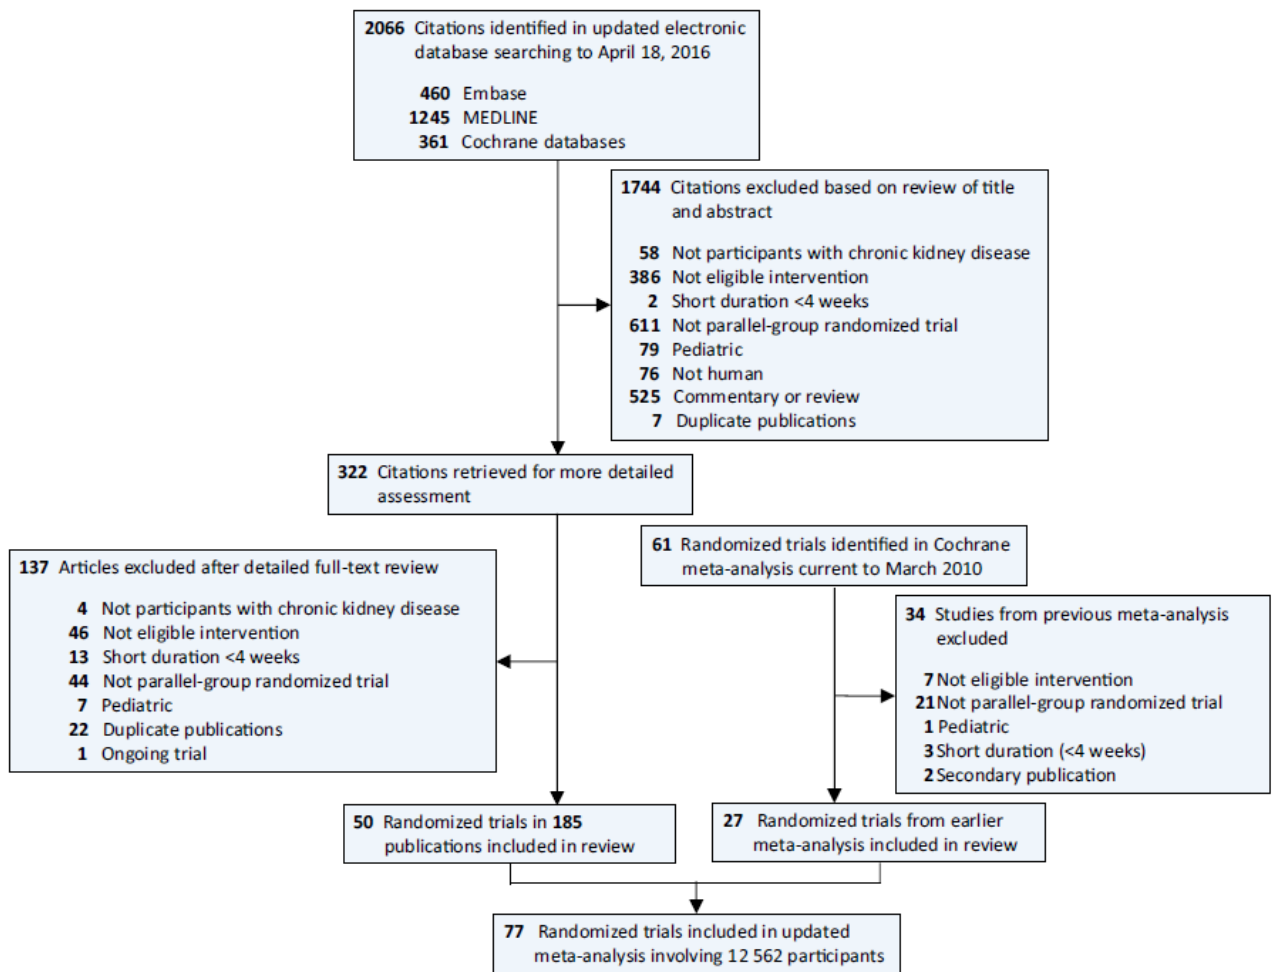 2066 Citations identified in updated electronic
database searching to April 18, 2016
460 Embase
1245 MEDLINE
361 Cochrane databases
1744 Citations excluded based on review of title
and abstract
58 Not participants with chronic kidney disease
386 Not eligible intervention
2 Short duration <4 weeks
611 Not parallel-group randomized trial
79 Pediatric
76 Not human
525 Commentary or review
7 Duplicate publications
322 Citations retrieved for more detailed
assessment
137 Articles excluded after detailed full-text review
4 Not participants with chronic kidney disease
46 Not eligible intervention
13 Short duration <4 weeks
44 Not parallel-group randomized trial
7 Pediatric
22 Duplicate publications
1 Ongoing trial
61 Randomized trials identified in Cochrane
meta-analysis current to March 2010
34 Studies from previous meta-analysis
excluded
7 Not eligible intervention
21 Not parallel-group randomized trial
1 Pediatric
3 Short duration (<4 weeks)
2 Secondary publication
50 Randomized trials in 185
publications included in review
27 Randomized trials from earlier
meta-analysis included in review
77 Randomized trials included in updated
meta-analysis involving 12 562 participants